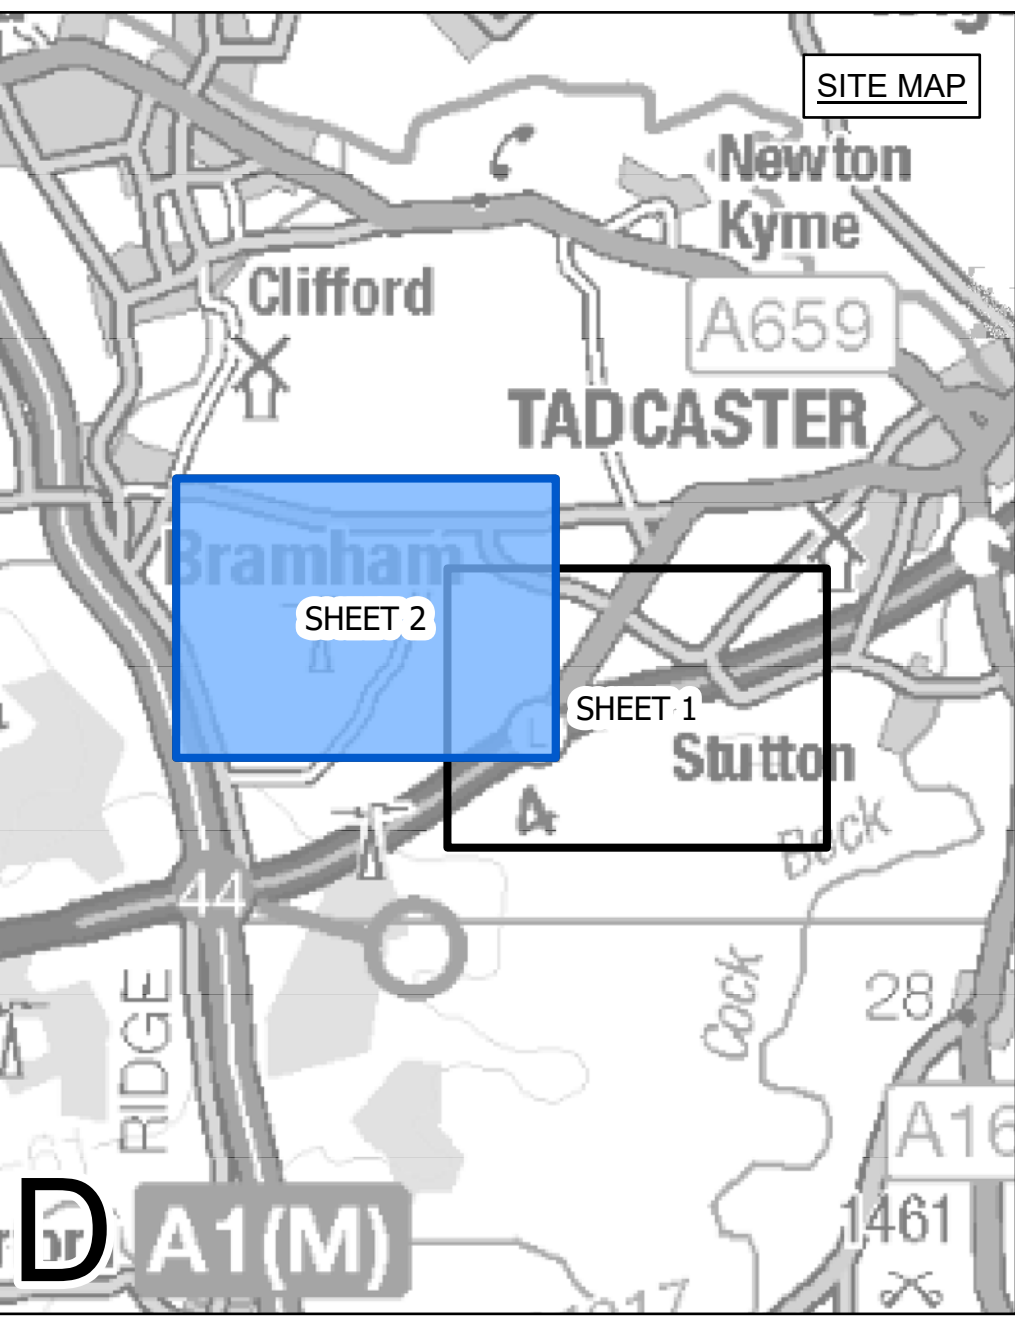 SITE MAP
Newton
Kyme
Clifford
A659
TADCASTER
Bramham
SHEET 2
SHEET 1
L
Stutton
Beck
44
Cock
28
RIDGE
A16
61
D
A1(M)
1461